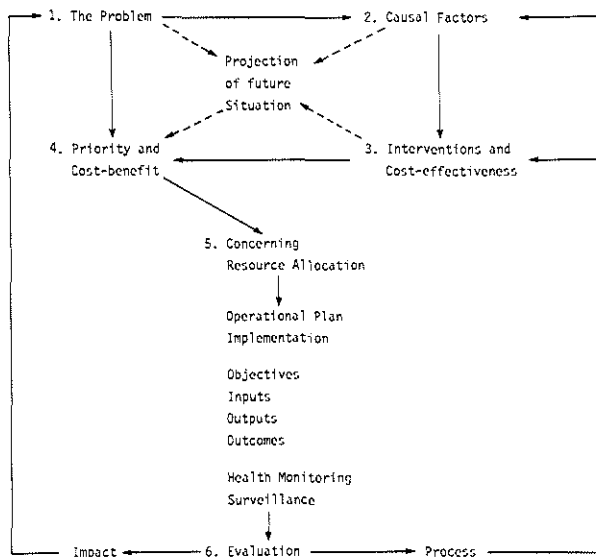 1. The Problem
2. Causal Factors
Projection
of future
Situation
4. Priority and
Cost-benefit
3. Interventions and
Cost-effectiveness
5. Concerning
Resource Allocation
Operational Plan
Implementation
Objectives
Inputs
Outputs
Outcomes
Health Monitoring
Surveillance
Impact
6. Evaluation
Process